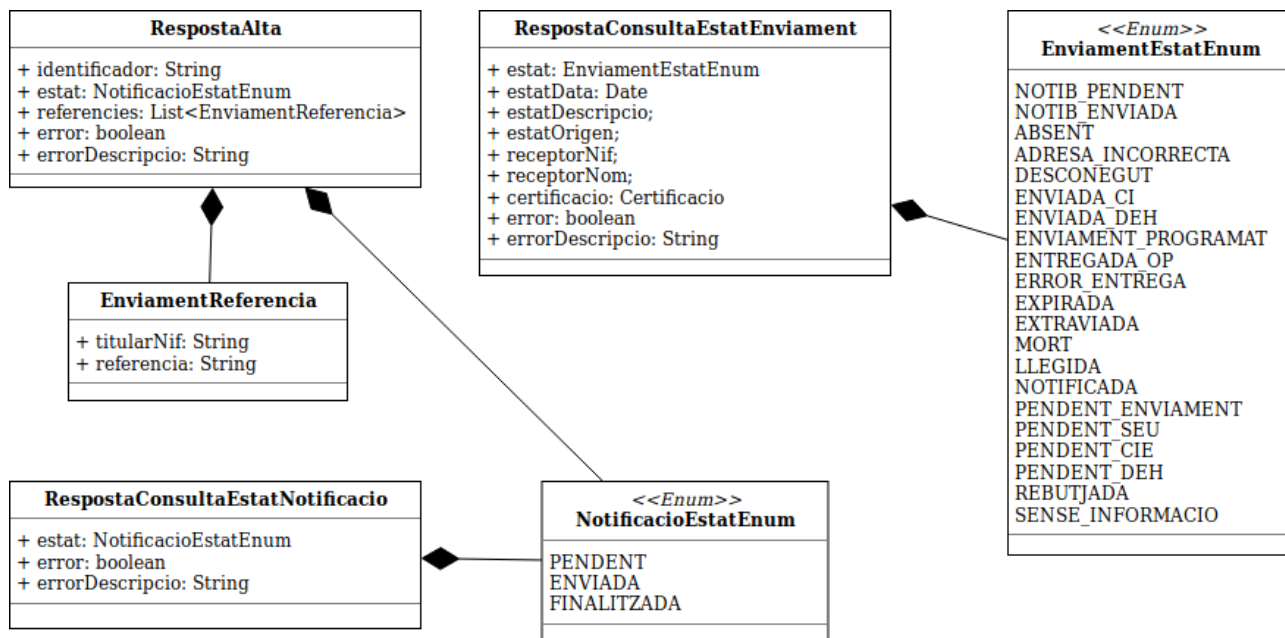 RespostaAlta
+ identificador: String
+ estat: NotificacioEstatEnum
+ referencies: List<EnviamentReferencia>
+ error: boolean
+ errorDescripcio: String
RespostaConsultaEstatEnviament
+ estat: EnviamentEstatEnum
+ estatData: Date
+ estatDescripcio;
+ estatOrigen;
+ receptorNif;
+ receptorNom;
+ certificacio: Certificacio
+ error: boolean
+ errorDescripcio: String
<<Enum>>
EnviamentEstatEnum
NOTIB_PENDENT
NOTIB_ENVIADA
ABSENT
ADRESA_INCORRECTA
DESCONEGUT
ENVIADA_CI
ENVIADA_DEH
ENVIAMENT_PROGRAMAT
ENTREGADA_OP
ERROR_ENTREGA
EXPIRADA
EXTRAVIADA
MORT
LLEGIDA
NOTIFICADA
PENDENT_ENVIAMENT
PENDENT_SEU
PENDENT_CIE
PENDENT_DEH
REBUTJADA
SENSE_INFORMACIO
EnviamentReferencia
+ titularNif: String
+ referencia: String
RespostaConsultaEstatNotificacio
+ estat: NotificacioEstatEnum
+ error: boolean
+ errorDescripcio: String
<<Enum>>
NotificacioEstatEnum
PENDENT
ENVIADA
FINALITZADA